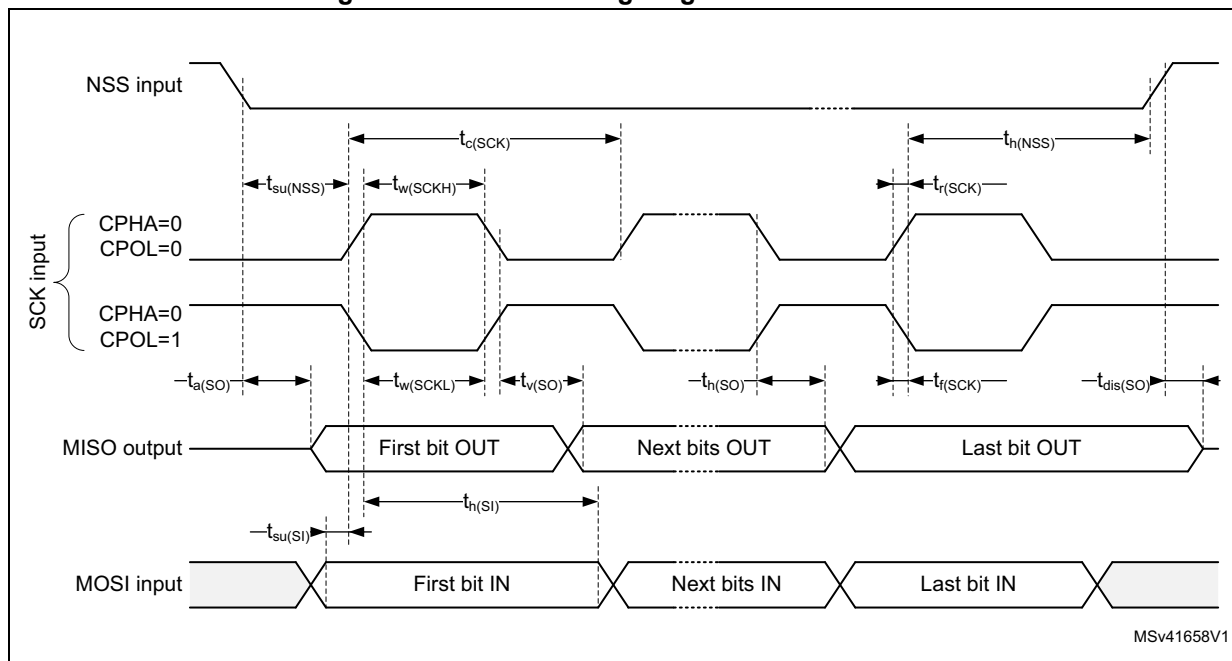 NSS input
tc(SCK)
th(NSS)
tsu(NSS)
tw(SCKH)
tr(SCK)
SCK input
CPHA=0
CPOL=0
CPHA=0
CPOL=1
ta(SO)
tw(SCKL)
tv(SO)
th(SO)
tf(SCK)
tdis(SO)
MISO output
First bit OUT
Next bits OUT
Last bit OUT
th(SI)
tsu(SI)
MOSI input
First bit IN
Next bits IN
Last bit IN
MSv41658V1